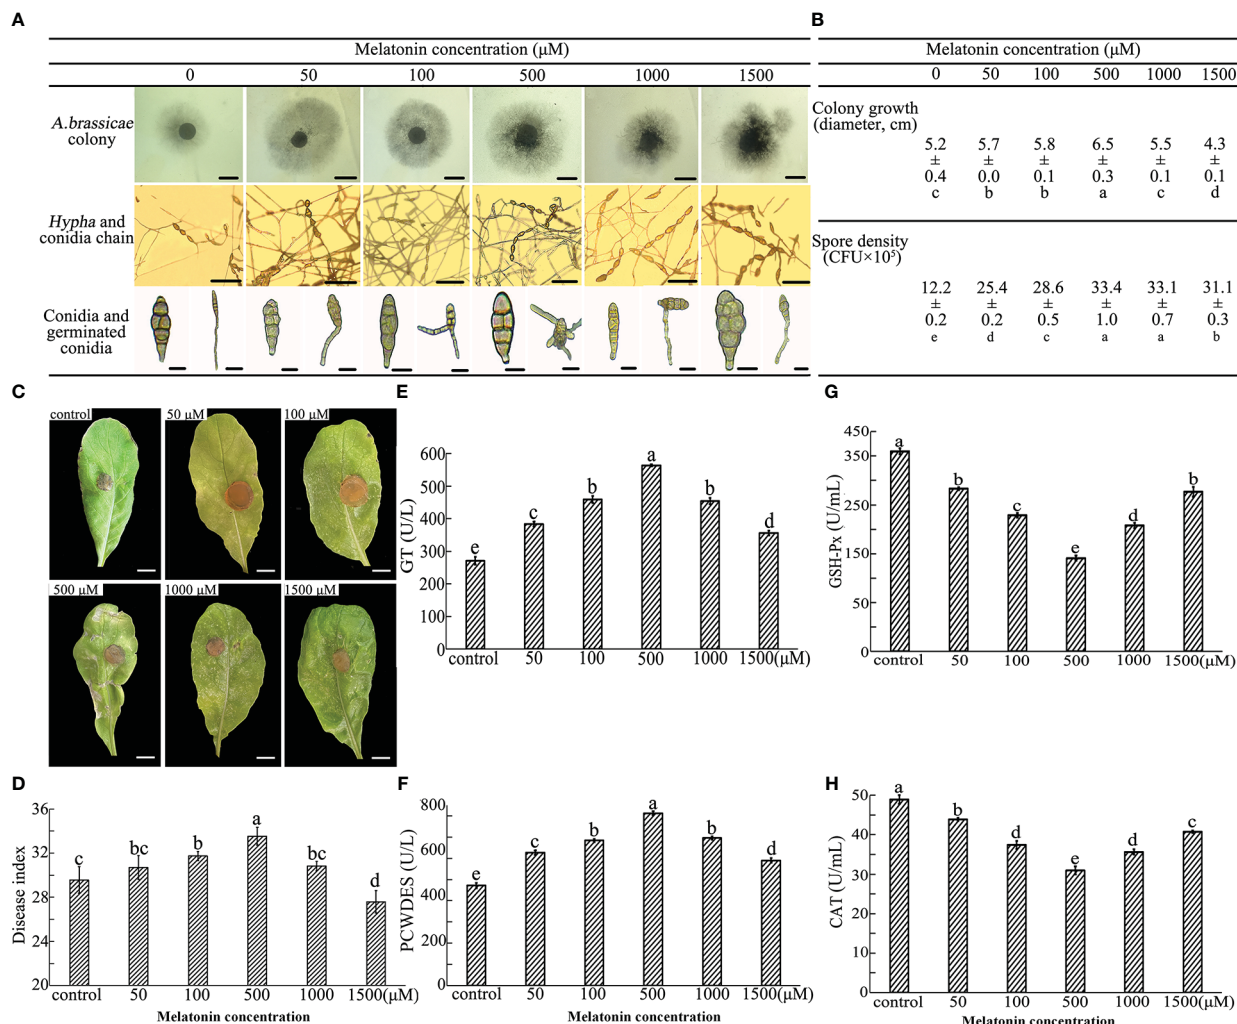 A
Melatonin concentration (µM)
0 50 100 500 1000 1500
A.brassicae
colony
Hypha and
conidia chain
Conidia and
germinated
conidia
B
Melatonin concentration (µM)
0 50 100 500 1000 1500
Colony growth
(diameter, cm)
5.2 5.7 5.8 6.5 5.5 4.3
± ± ± ± ± ±
0.4 0.0 0.1 0.3 0.1 0.1
c b b a c d
Spore density
(CFU×10⁵)
12.2 25.4 28.6 33.4 33.1 31.1
± ± ± ± ± ±
0.2 0.2 0.5 1.0 0.7 0.3
e d c a a b
C
control 50 µM 100 µM
500 µM 1000 µM 1500 µM
D
Disease index
36
32
28
24
20
c bc b a bc d
control 50 100 500 1000 1500(µM)
Melatonin concentration
E
GT (U/L)
600
500
400
300
200
100
0
e c b a b d
control 50 100 500 1000 1500(µM)
F
PCWDES (U/L)
800
600
400
200
0
e c b a b d
control 50 100 500 1000 1500(µM)
Melatonin concentration
G
GSH-Px (U/mL)
450
350
250
150
50
0
a b c e d b
control 50 100 500 1000 1500(µM)
H
CAT (U/mL)
50
40
30
20
10
0
a b d e d c
control 50 100 500 1000 1500(µM)
Melatonin concentration